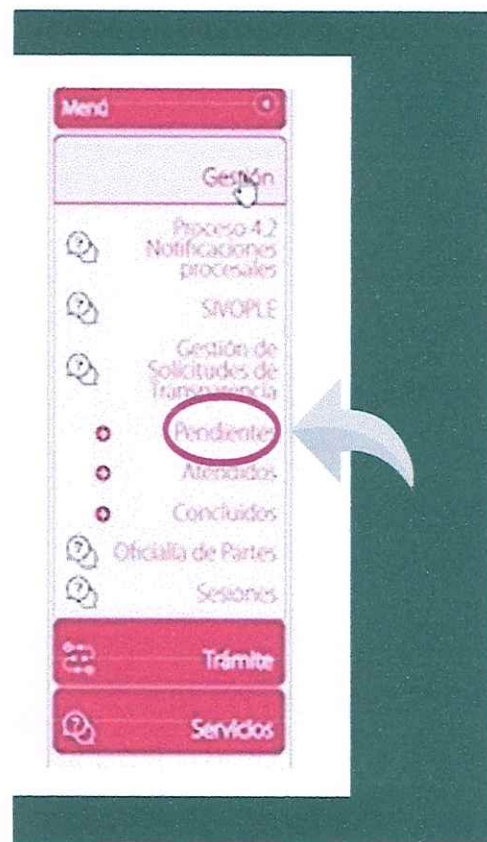 Menú
Gestión
Proceso 4.2
Notificaciones
procesales
SIVOPLE
Gestión de
Solicitudes de
Transparencia
Pendientes
Atendidos
Concluidos
Oficialía de Partes
Sesiones
Trámite
Servicios